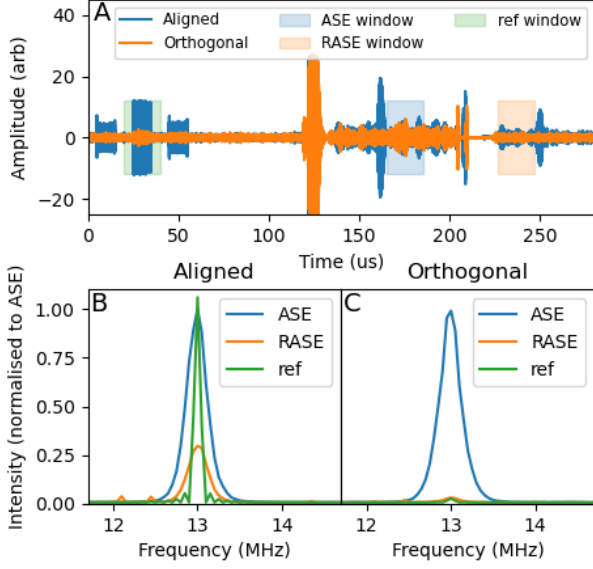 A
Aligned
Orthogonal
ASE window
RASE window
ref window
Amplitude (arb)
40
20
0
−20
0 50 100 150 200 250
Time (us)
Aligned
Orthogonal
Intensity (normalised to ASE)
B
ASE
RASE
ref
1.00
0.75
0.50
0.25
0.00
12 13 14
Frequency (MHz)
C
ASE
RASE
ref
12 13 14
Frequency (MHz)